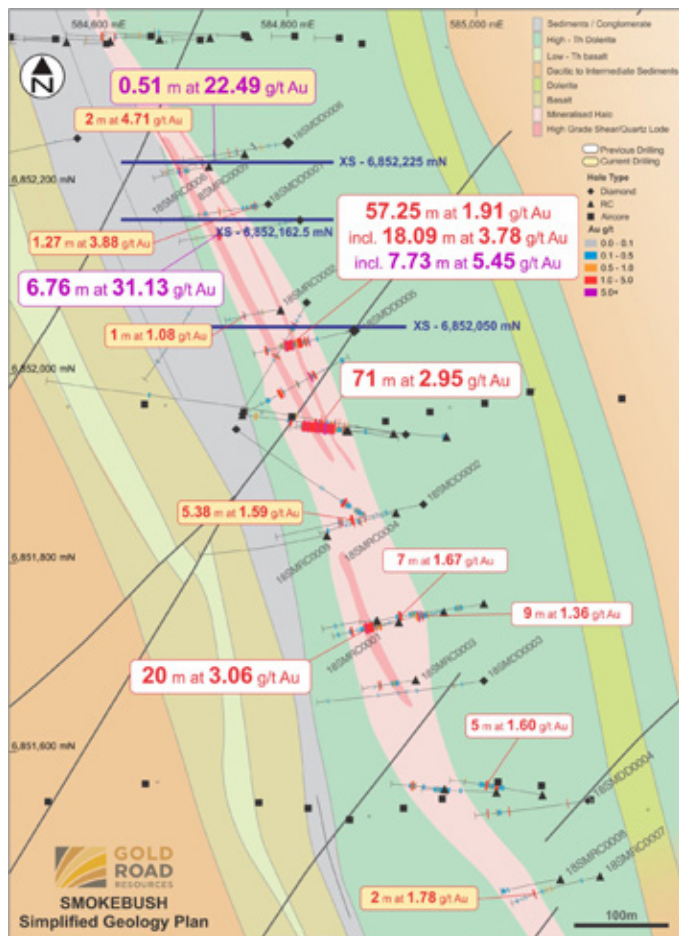 584,600 mE
584,800 mE
585,000 mE
Sediments / Conglomerate
High - Th Dolerite
Low - Th basalt
Dacitic to Intermediate Sediments
Dolerite
Basalt
Mineralised Halo
High Grade Shear/Quartz Lode
Previous Drilling
Current Drilling
Hole Type
Diamond
RC
Aircore
Au g/t
0.0 - 0.1
0.1 - 0.5
0.5 - 1.0
1.0 - 5.0
5.0+
N
0.51 m at 22.49 g/t Au
2 m at 4.71 g/t Au
18SMDD0006
XS - 6,852,225 mN
6,852,200 mN
18SMRC0006
18SMRC0005
18SMDD0001
57.25 m at 1.91 g/t Au
incl. 18.09 m at 3.78 g/t Au
incl. 7.73 m at 5.45 g/t Au
XS - 6,852,162.5 mN
1.27 m at 3.88 g/t Au
6.76 m at 31.13 g/t Au
18SMRC0002
18SMDD0005
1 m at 1.08 g/t Au
XS - 6,852,050 mN
6,852,000 mN
71 m at 2.95 g/t Au
18SMDD0002
5.38 m at 1.59 g/t Au
18SMRC0009
18SMRC0004
6,851,800 mN
7 m at 1.67 g/t Au
9 m at 1.36 g/t Au
18SMRC0001
18SMRC0003
18SMDD0003
20 m at 3.06 g/t Au
6,851,600 mN
5 m at 1.60 g/t Au
18SMDD0004
18SMRC0008
18SMRC0007
2 m at 1.78 g/t Au
GOLD
ROAD
RESOURCES
SMOKEBUSH
Simplified Geology Plan
100m